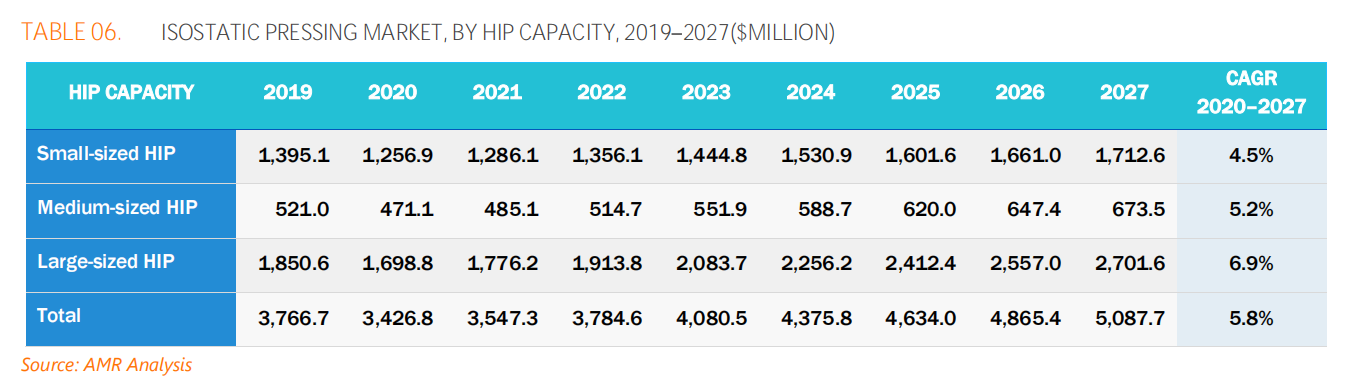 TABLE 06. ISOSTATIC PRESSING MARKET, BY HIP CAPACITY, 2019–2027($MILLION)
HIP CAPACITY 2019 2020 2021 2022 2023 2024 2025 2026 2027 CAGR 2020–2027
Small-sized HIP 1,395.1 1,256.9 1,286.1 1,356.1 1,444.8 1,530.9 1,601.6 1,661.0 1,712.6 4.5%
Medium-sized HIP 521.0 471.1 485.1 514.7 551.9 588.7 620.0 647.4 673.5 5.2%
Large-sized HIP 1,850.6 1,698.8 1,776.2 1,913.8 2,083.7 2,256.2 2,412.4 2,557.0 2,701.6 6.9%
Total 3,766.7 3,426.8 3,547.3 3,784.6 4,080.5 4,375.8 4,634.0 4,865.4 5,087.7 5.8%
Source: AMR Analysis